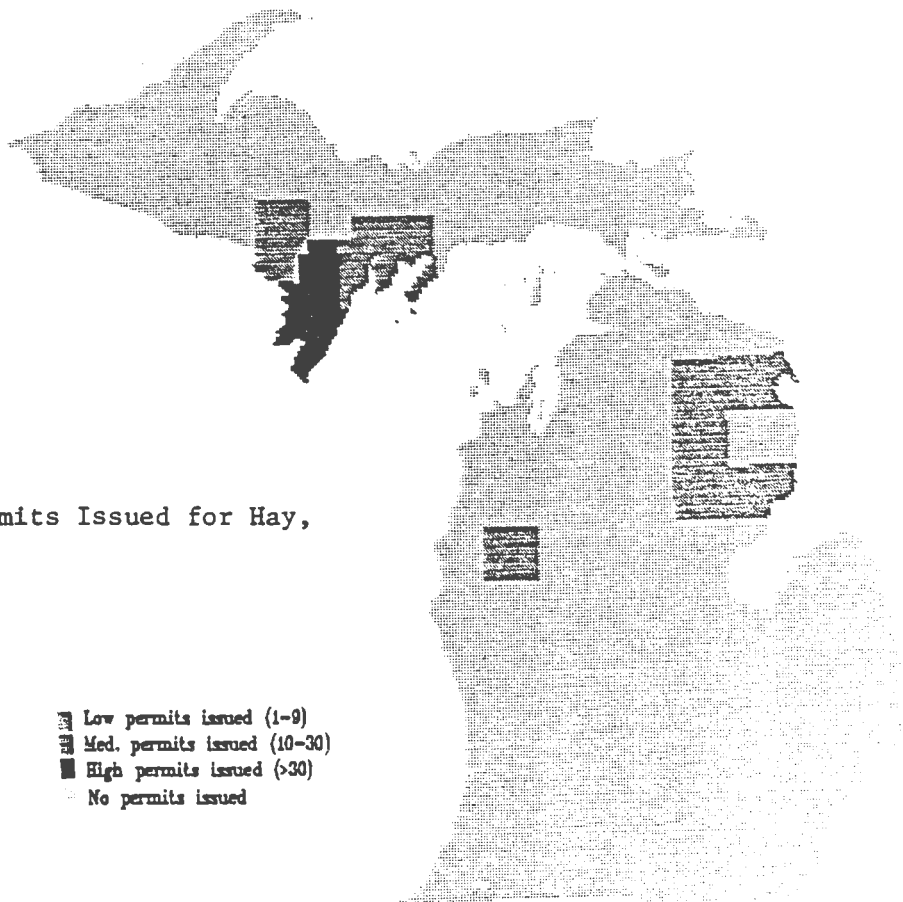 mits Issued for Hay,
Low permits issued (1-9)
Med. permits issued (10-30)
High permits issued (>30)
No permits issued